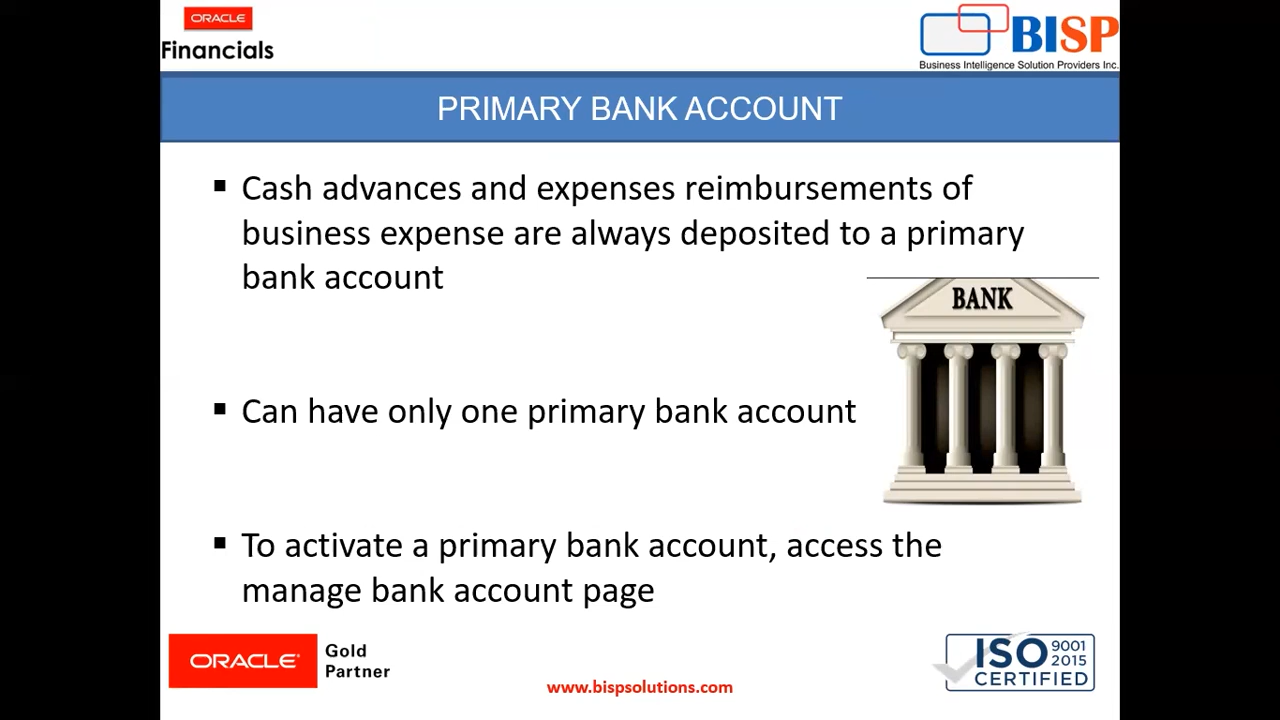 ORACLE
Financials
BISP
Business Intelligence Solution Providers Inc.
PRIMARY BANK ACCOUNT
▪ Cash advances and expenses reimbursements of
business expense are always deposited to a primary
bank account
BANK
▪ Can have only one primary bank account
▪ To activate a primary bank account, access the
manage bank account page
ORACLE®
Gold
Partner
www.bispsolutions.com
ISO 9001
2015
CERTIFIED